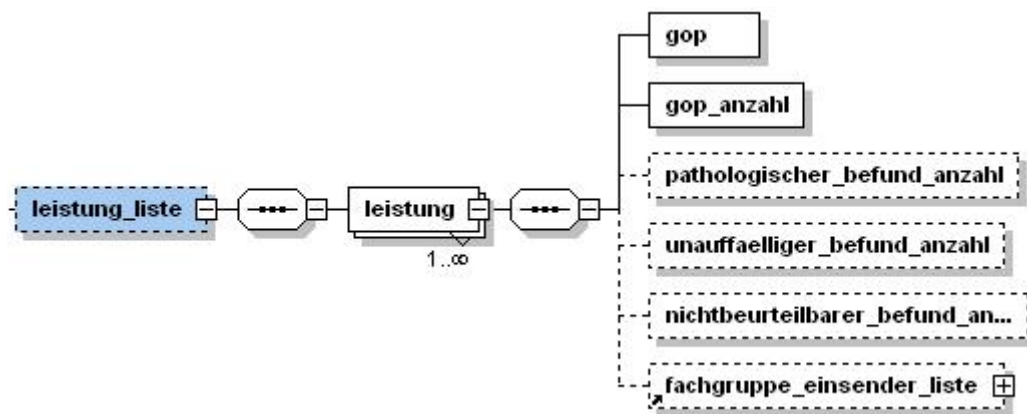 gop
gop_anzahl
pathologischer_befund_anzahl
leistung_liste
leistung
1..∞
unauffaelliger_befund_anzahl
nichtbeurteilbarer_befund_an...
fachgruppe_einsender_liste